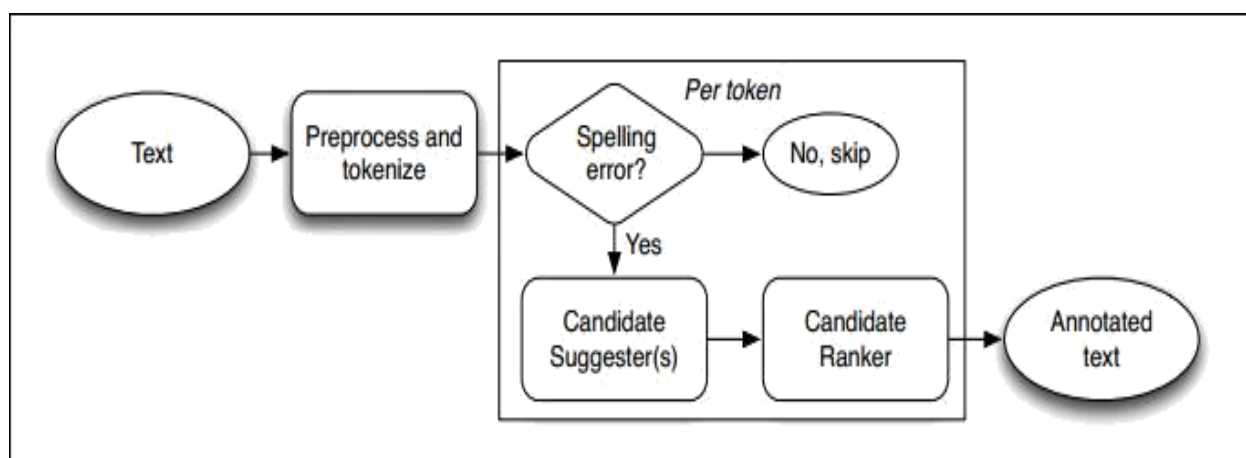 Per token
Text
Preprocess and
tokenize
Spelling
error?
No, skip
Yes
Candidate
Suggester(s)
Candidate
Ranker
Annotated
text